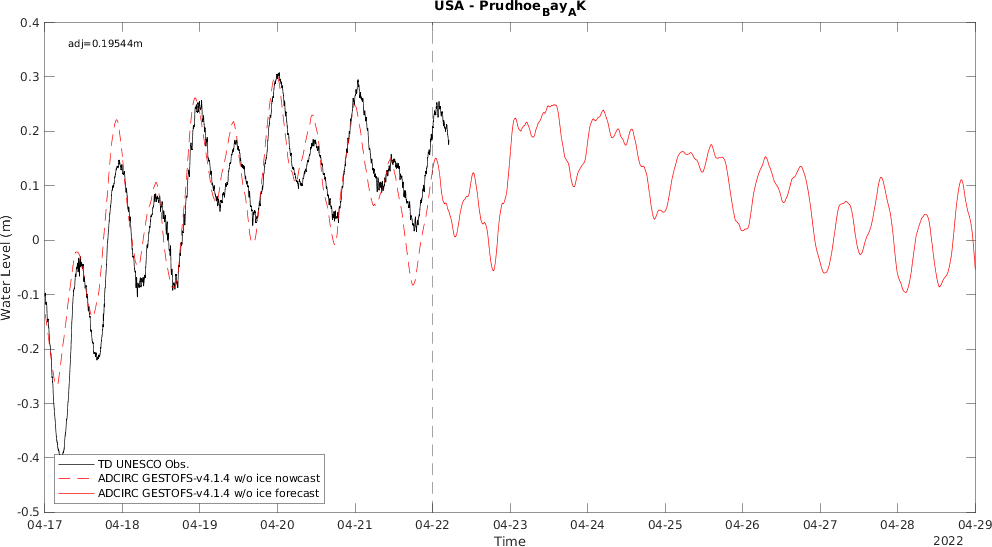 USA - PrudhoeBayAK
adj=0.19544m
0.4
0.3
0.2
0.1
0
-0.1
-0.2
-0.3
-0.4
-0.5
Water Level (m)
TD UNESCO Obs.
ADCIRC GESTOFS-v4.1.4 w/o ice nowcast
ADCIRC GESTOFS-v4.1.4 w/o ice forecast
04-17 04-18 04-19 04-20 04-21 04-22 04-23 04-24 04-25 04-26 04-27 04-28 04-29
Time
2022